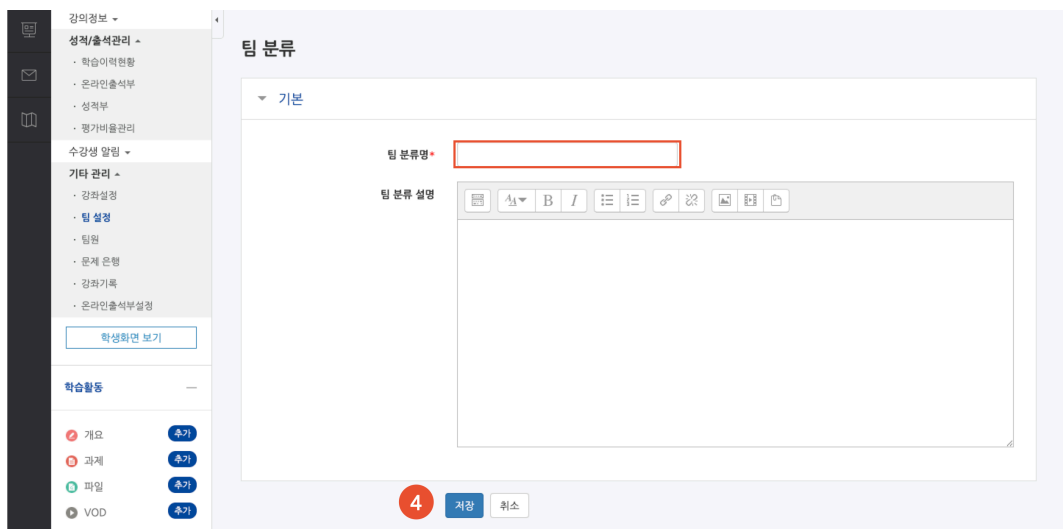 강의정보
성적/출석관리
· 학습이력현황
· 온라인출석부
· 성적부
· 평가비율관리
수강생 알림
기타 관리
· 강좌설정
· 팀 설정
· 팀원
· 문제 은행
· 강좌기록
· 온라인출석부설정
학생화면 보기
학습활동
개요 추가
과제 추가
파일 추가
VOD 추가
팀 분류
기본
팀 분류명*
팀 분류 설명
B I
4 저장 취소